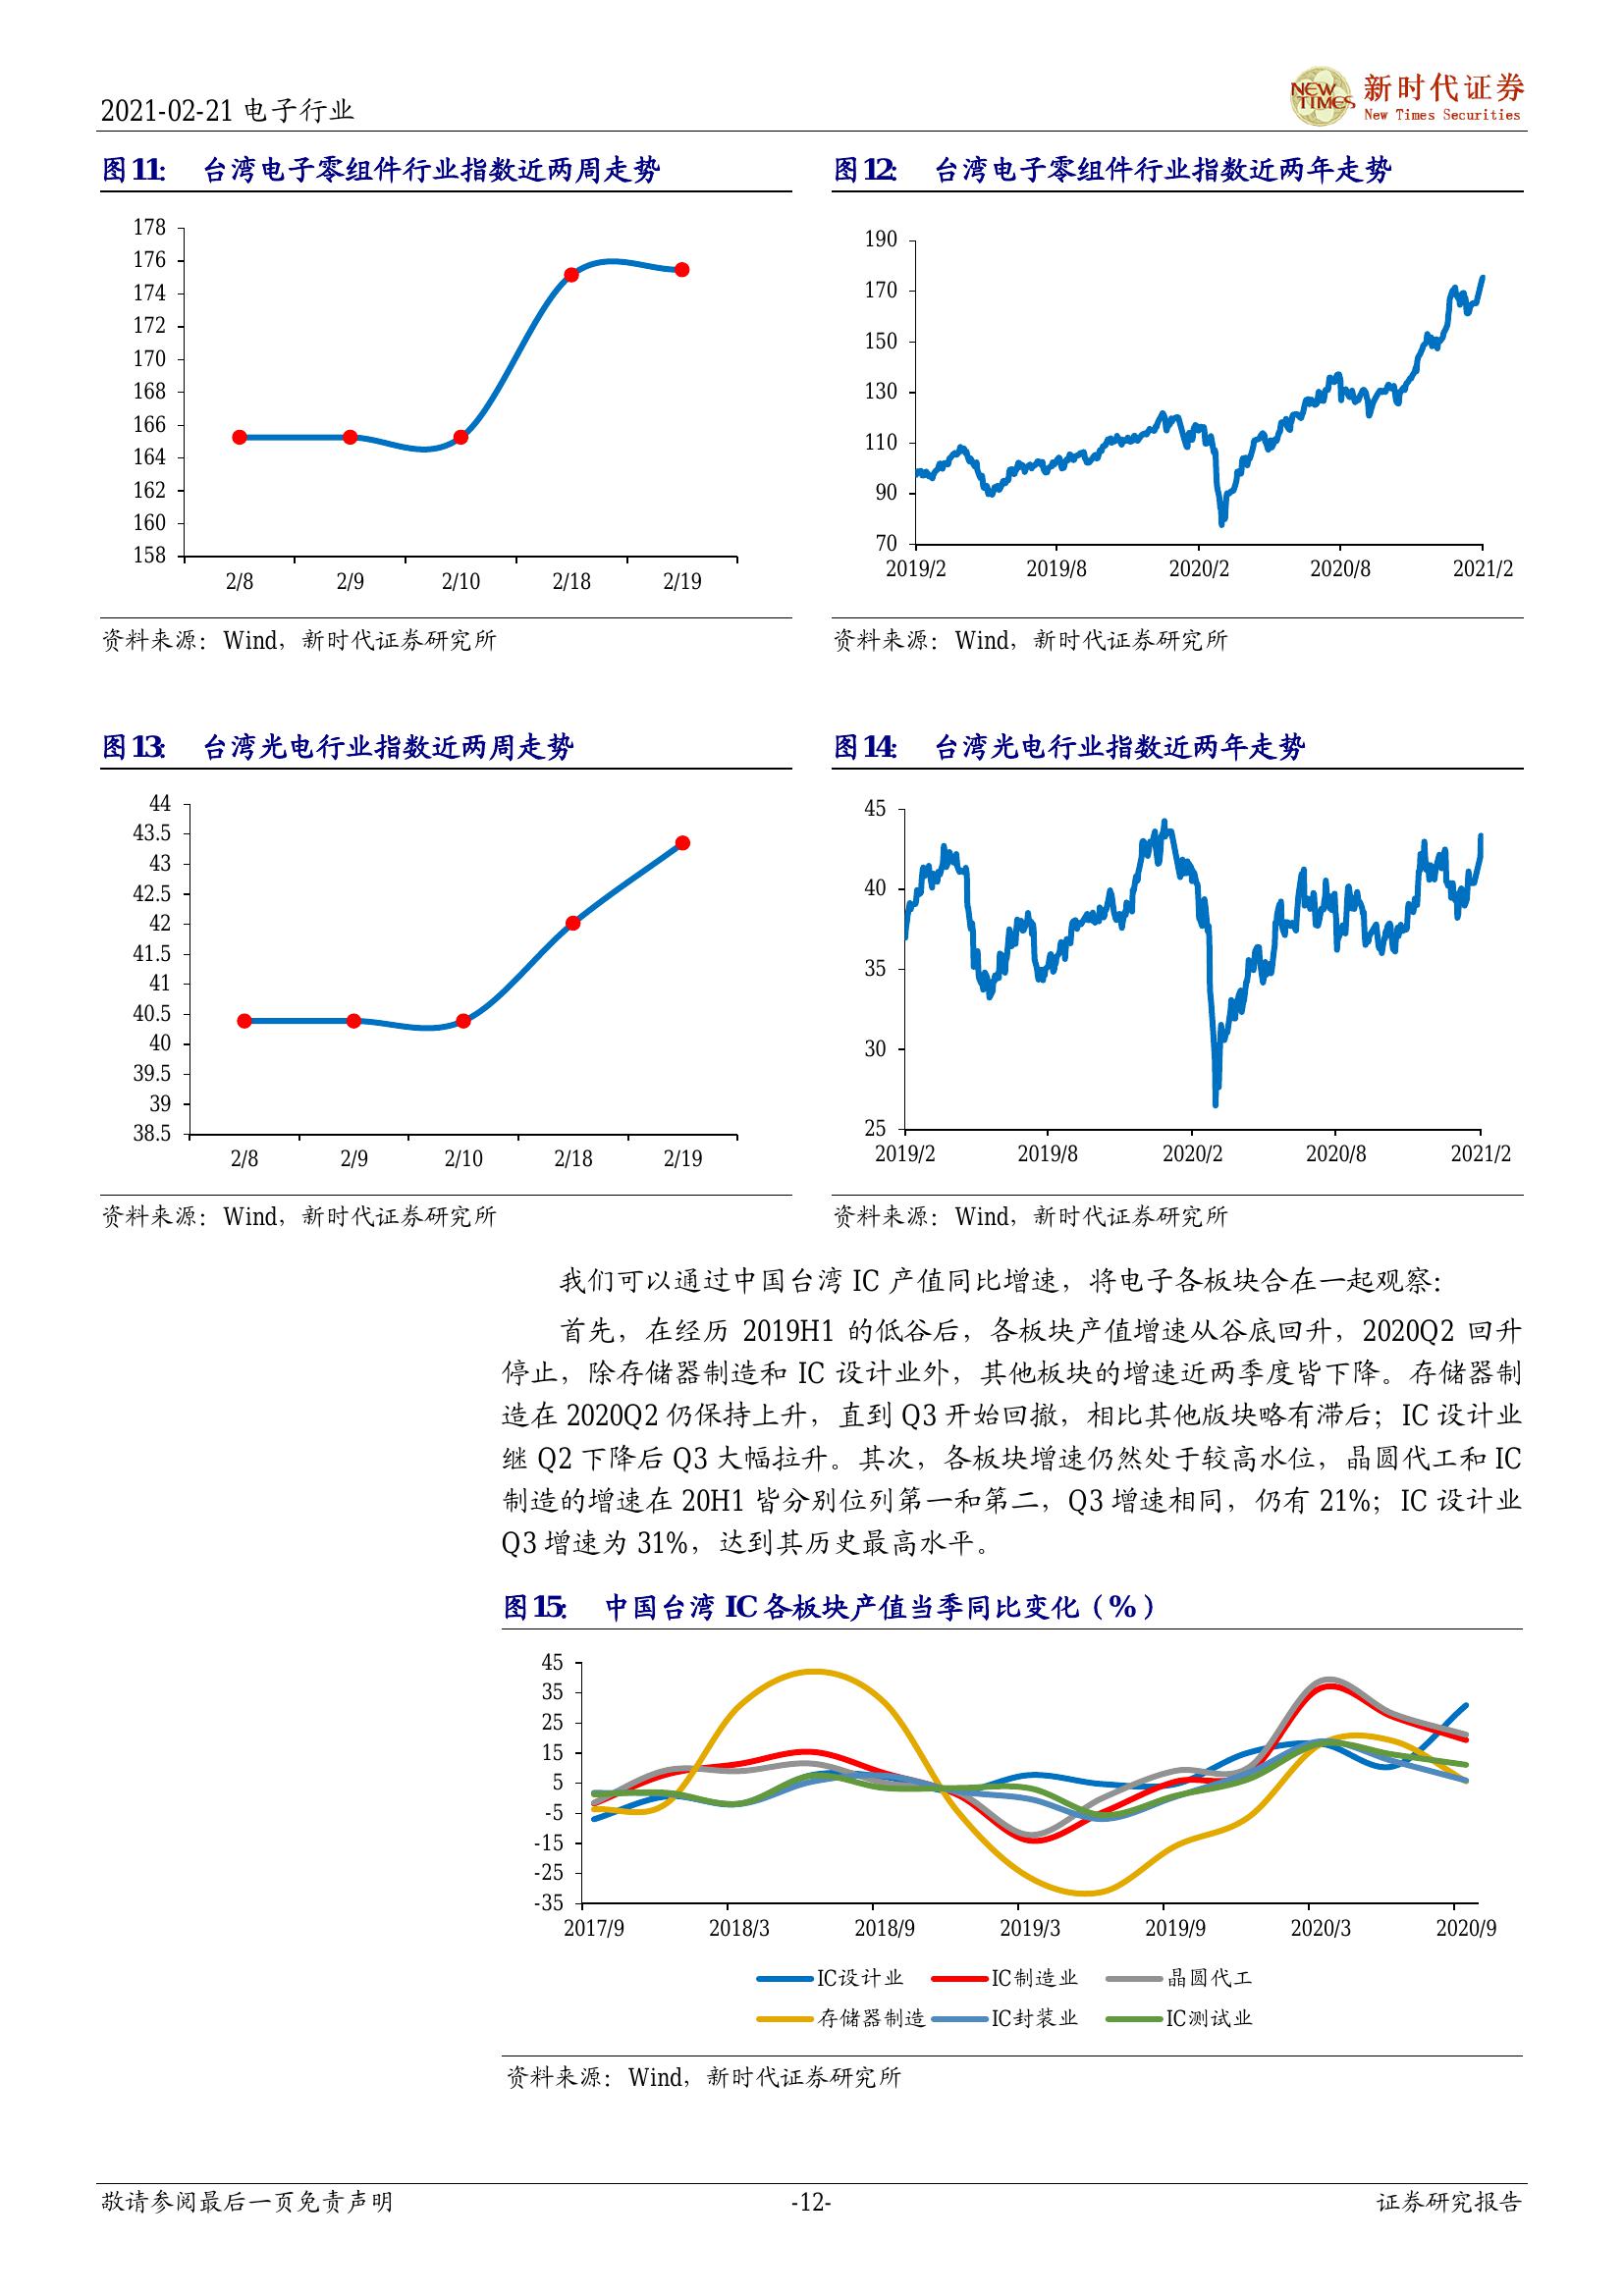 2021-02-21 电子行业
NEW TIMES
新时代证券
New Times Securities
图11: 台湾电子零组件行业指数近两周走势
178
176
174
172
170
168
166
164
162
160
158
2/8 2/9 2/10 2/18 2/19
资料来源：Wind，新时代证券研究所
图12: 台湾电子零组件行业指数近两年走势
190
170
150
130
110
90
70
2019/2 2019/8 2020/2 2020/8 2021/2
资料来源：Wind，新时代证券研究所
图13: 台湾光电行业指数近两周走势
44
43.5
43
42.5
42
41.5
41
40.5
40
39.5
39
38.5
2/8 2/9 2/10 2/18 2/19
资料来源：Wind，新时代证券研究所
图14: 台湾光电行业指数近两年走势
45
40
35
30
25
2019/2 2019/8 2020/2 2020/8 2021/2
资料来源：Wind，新时代证券研究所
我们可以通过中国台湾 IC 产值同比增速，将电子各板块合在一起观察：
首先，在经历 2019H1 的低谷后，各板块产值增速从谷底回升，2020Q2 回升
停止，除存储器制造和 IC 设计业外，其他板块的增速近两季度皆下降。存储器制
造在 2020Q2 仍保持上升，直到 Q3 开始回撤，相比其他版块略有滞后；IC 设计业
继 Q2 下降后 Q3 大幅拉升。其次，各板块增速仍然处于较高水位，晶圆代工和 IC
制造的增速在 20H1 皆分别位列第一和第二，Q3 增速相同，仍有 21%；IC 设计业
Q3 增速为 31%，达到其历史最高水平。
图15: 中国台湾 IC 各板块产值当季同比变化（%）
45
35
25
15
5
-5
-15
-25
-35
2017/9 2018/3 2018/9 2019/3 2019/9 2020/3 2020/9
IC设计业 IC制造业 晶圆代工
存储器制造 IC封装业 IC测试业
资料来源：Wind，新时代证券研究所
敬请参阅最后一页免责声明 -12- 证券研究报告